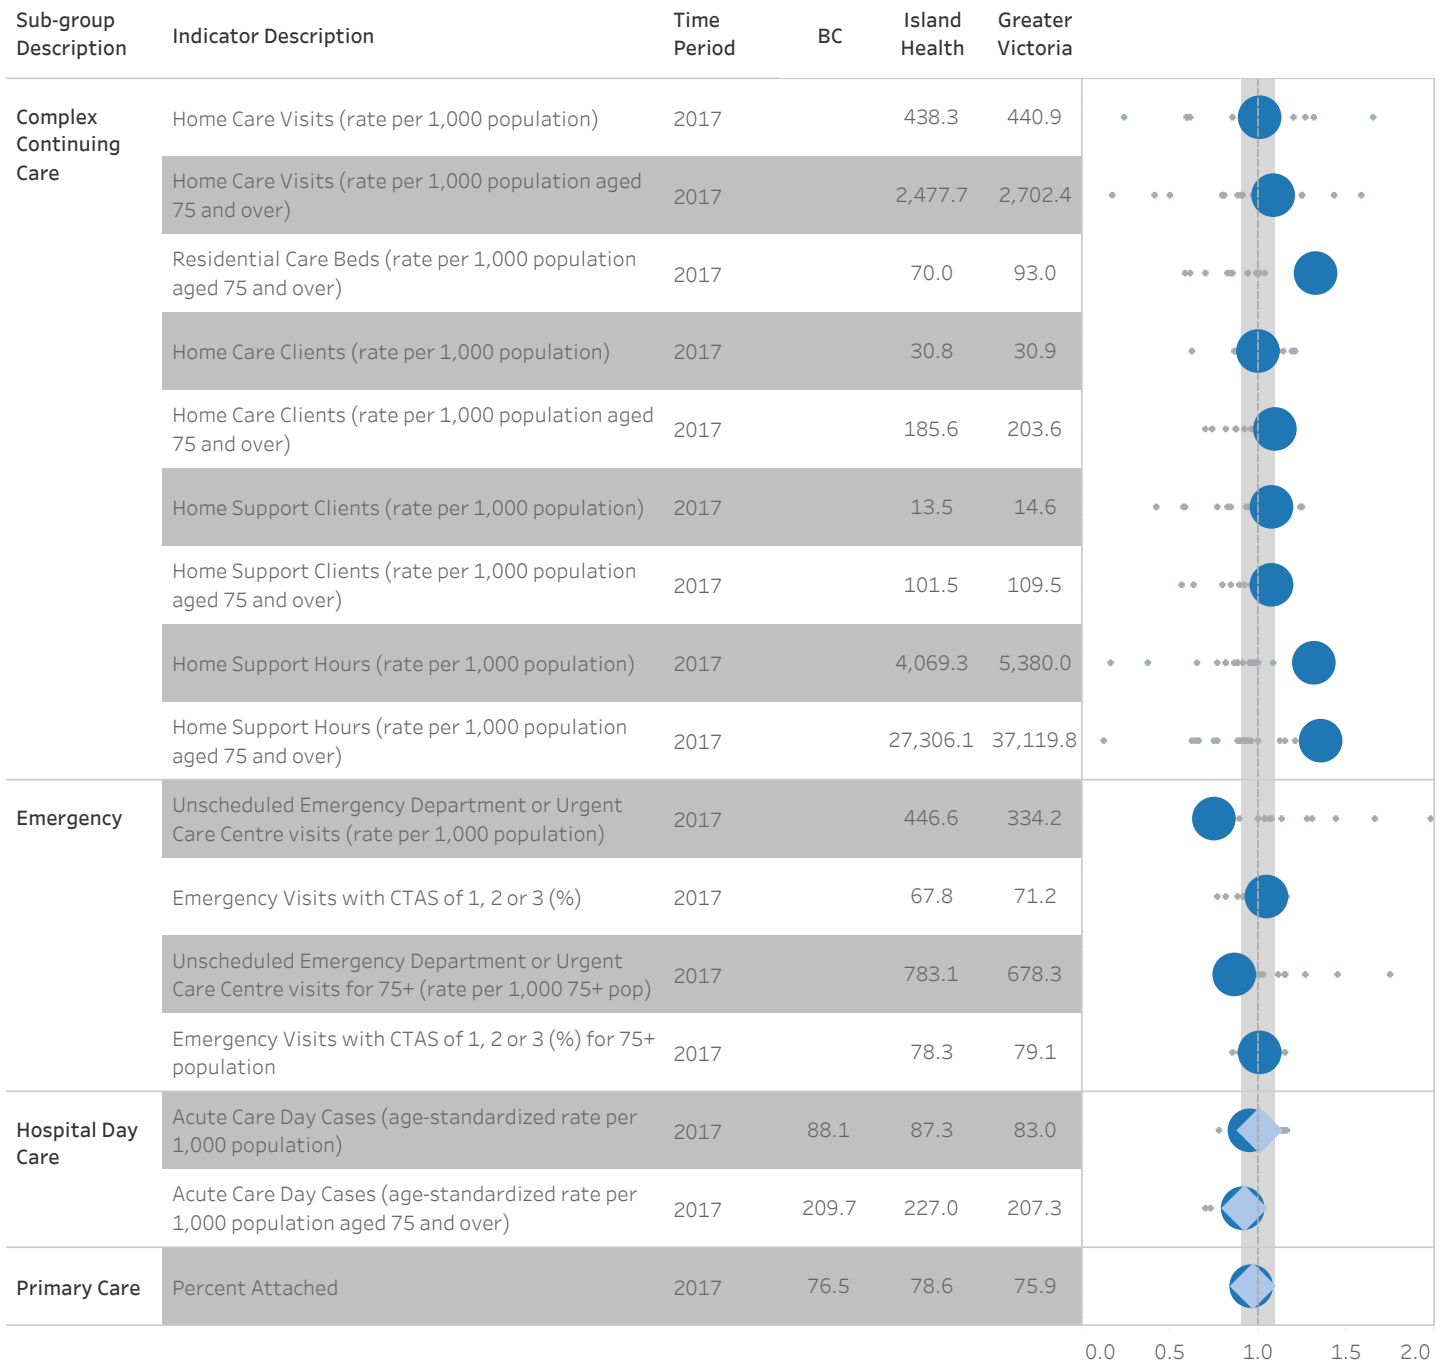 Sub-group
Description
Indicator Description
Time
Period
BC
Island
Health
Greater
Victoria
Complex
Continuing
Care
Home Care Visits (rate per 1,000 population)
2017
438.3
440.9
Home Care Visits (rate per 1,000 population aged
75 and over)
2017
2,477.7
2,702.4
Residential Care Beds (rate per 1,000 population
aged 75 and over)
2017
70.0
93.0
Home Care Clients (rate per 1,000 population)
2017
30.8
30.9
Home Care Clients (rate per 1,000 population aged
75 and over)
2017
185.6
203.6
Home Support Clients (rate per 1,000 population)
2017
13.5
14.6
Home Support Clients (rate per 1,000 population
aged 75 and over)
2017
101.5
109.5
Home Support Hours (rate per 1,000 population)
2017
4,069.3
5,380.0
Home Support Hours (rate per 1,000 population
aged 75 and over)
2017
27,306.1
37,119.8
Emergency
Unscheduled Emergency Department or Urgent
Care Centre visits (rate per 1,000 population)
2017
446.6
334.2
Emergency Visits with CTAS of 1, 2 or 3 (%)
2017
67.8
71.2
Unscheduled Emergency Department or Urgent
Care Centre visits for 75+ (rate per 1,000 75+ pop)
2017
783.1
678.3
Emergency Visits with CTAS of 1, 2 or 3 (%) for 75+
population
2017
78.3
79.1
Hospital Day
Care
Acute Care Day Cases (age-standardized rate per
1,000 population)
2017
88.1
87.3
83.0
Acute Care Day Cases (age-standardized rate per
1,000 population aged 75 and over)
2017
209.7
227.0
207.3
Primary Care
Percent Attached
2017
76.5
78.6
75.9
0.0 0.5 1.0 1.5 2.0